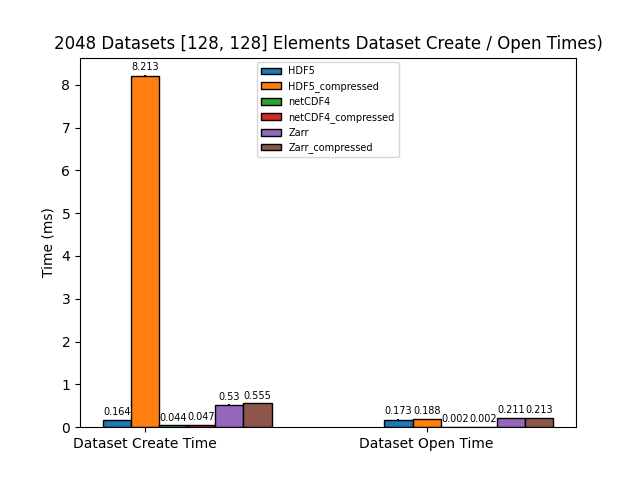 2048 Datasets [128, 128] Elements Dataset Create / Open Times)
8.213
HDF5
HDF5_compressed
netCDF4
netCDF4_compressed
Zarr
Zarr_compressed
8
7
6
5
4
3
2
1
0
Time (ms)
0.164
0.044
0.047
0.53
0.555
0.173
0.188
0.002
0.002
0.211
0.213
Dataset Create Time
Dataset Open Time